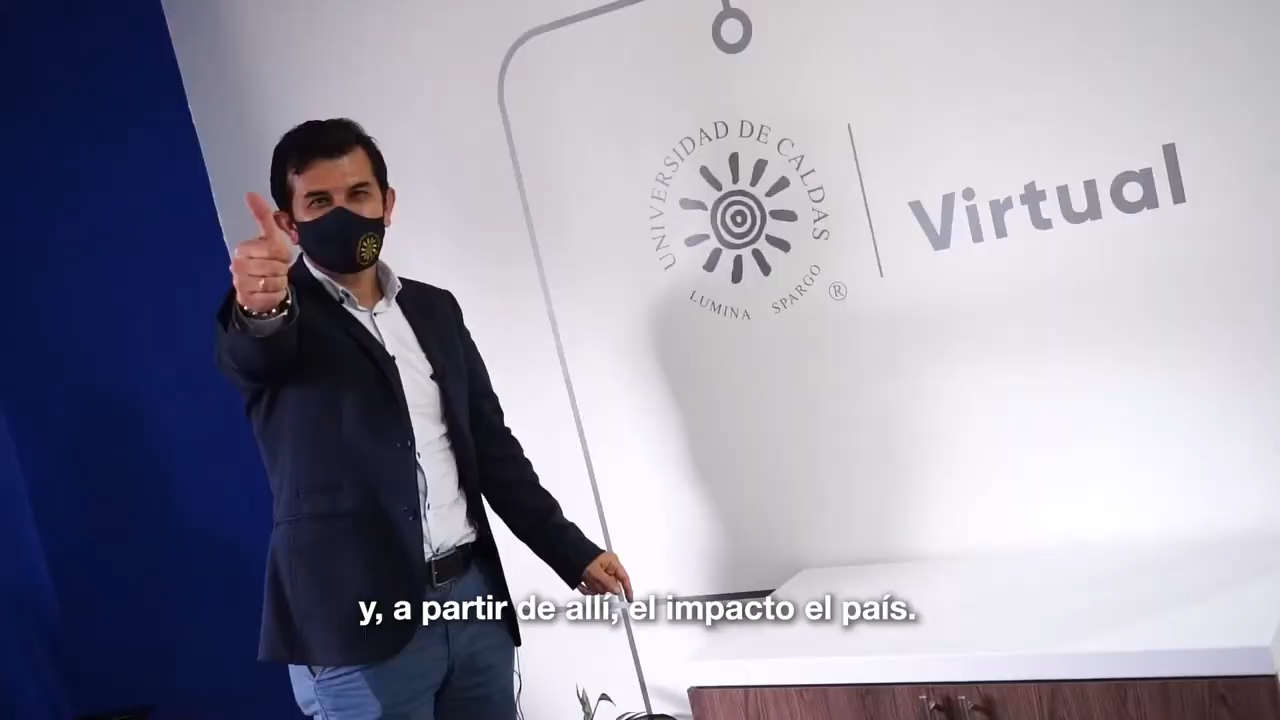 UNIVERSIDAD DE CALDAS
LUMINA SPARGO
®
Virtual
y, a partir de allí, el impacto el país.